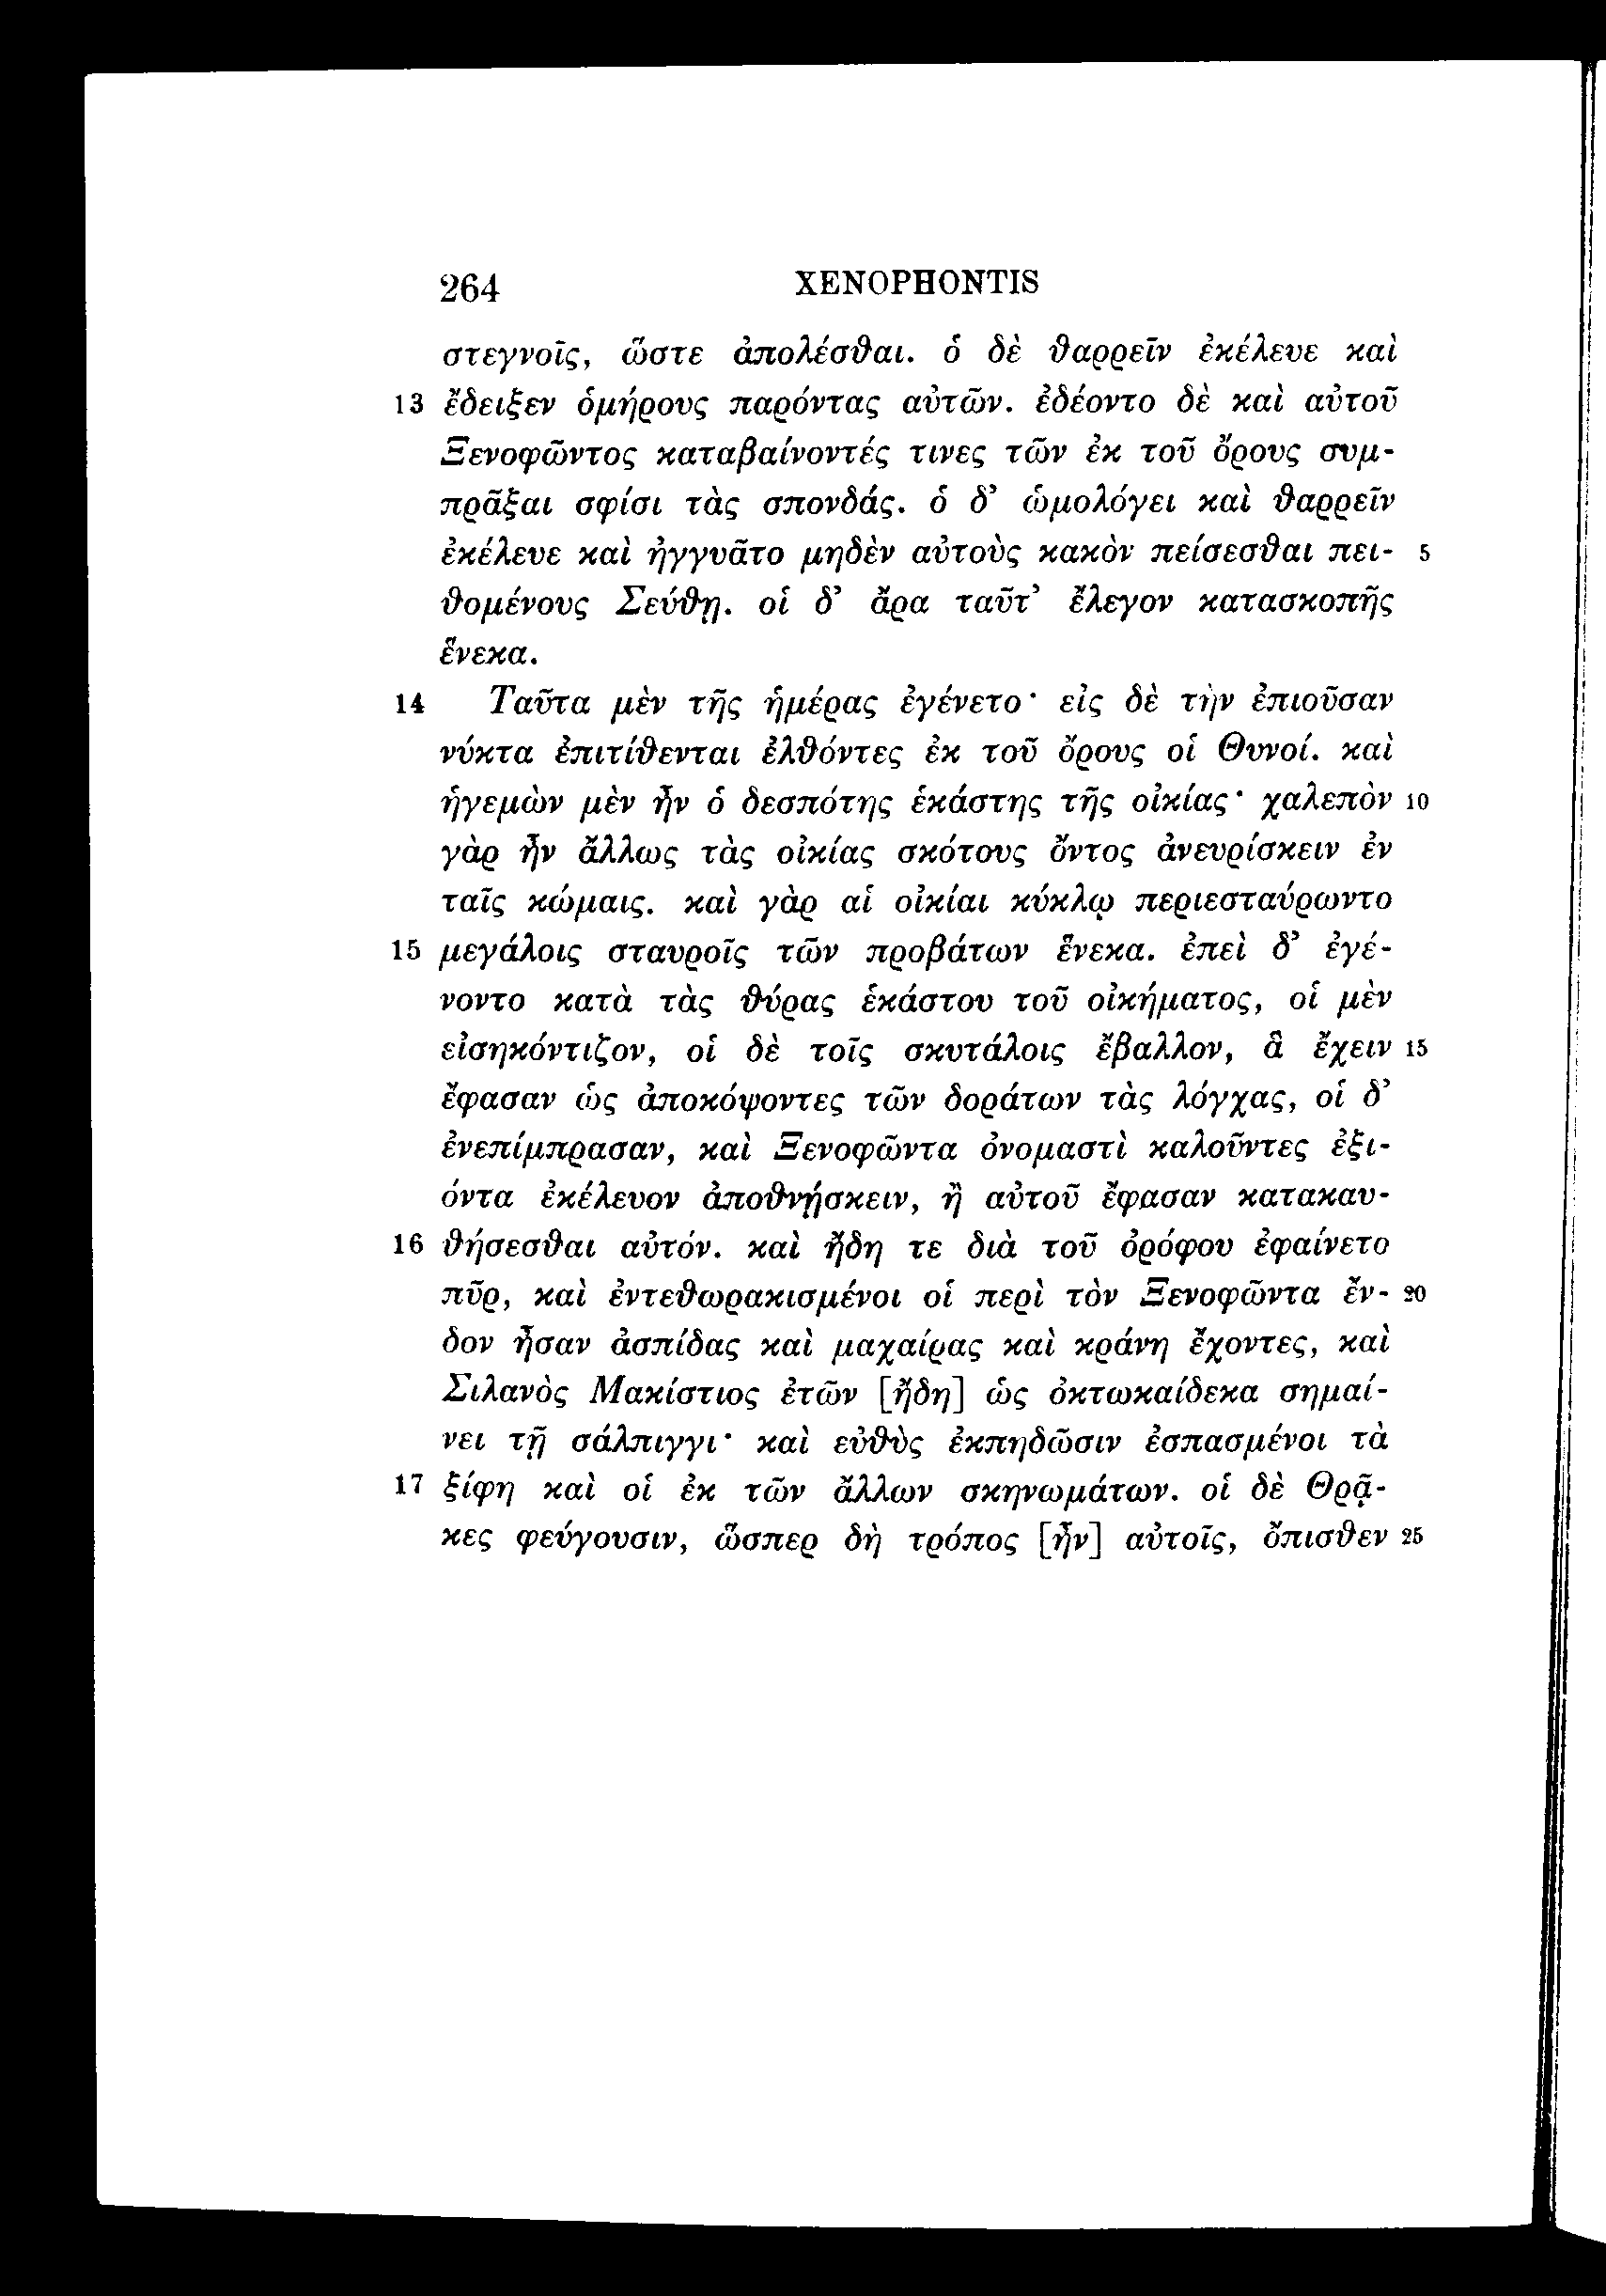 264 XENOPHONTIS
στεγνοῖς, ὥστε ἀπολέσθαι. ὁ δὲ θαρρεῖν ἐκέλευε καὶ
13 ἔδειξεν ὁμήρους παρόντας αὐτῶν. ἐδέοντο δὲ καὶ αὐτοῦ
Ξενοφῶντος καταβαίνοντές τινες τῶν ἐκ τοῦ ὄρους συμ-
πρᾶξαι σφίσι τὰς σπονδάς. ὁ δ’ ὡμολόγει καὶ θαρρεῖν
ἐκέλευε καὶ ἠγγυᾶτο μηδὲν αὐτοὺς κακὸν πείσεσθαι πει- 5
θομένους Σεύθῃ. οἱ δ’ ἄρα ταῦτ’ ἔλεγον κατασκοπῆς
ἕνεκα.
14 Ταῦτα μὲν τῆς ἡμέρας ἐγένετο· εἰς δὲ τὴν ἐπιοῦσαν
νύκτα ἐπιτίθενται ἐλθόντες ἐκ τοῦ ὄρους οἱ Θυνοί. καὶ
ἡγεμὼν μὲν ἦν ὁ δεσπότης ἑκάστης τῆς οἰκίας· χαλεπὸν 10
γὰρ ἦν ἄλλως τὰς οἰκίας σκότους ὄντος ἀνευρίσκειν ἐν
ταῖς κώμαις. καὶ γὰρ αἱ οἰκίαι κύκλῳ περιεσταύρωντο
15 μεγάλοις σταυροῖς τῶν προβάτων ἕνεκα. ἐπεὶ δ’ ἐγέ-
νοντο κατὰ τὰς θύρας ἑκάστου τοῦ οἰκήματος, οἱ μὲν
εἰσηκόντιζον, οἱ δὲ τοῖς σκυτάλοις ἔβαλλον, ἃ ἔχειν 15
ἔφασαν ὡς ἀποκόψοντες τῶν δοράτων τὰς λόγχας, οἱ δ’
ἐνεπίμπρασαν, καὶ Ξενοφῶντα ὀνομαστὶ καλοῦντες ἐξι-
όντα ἐκέλευον ἀποθνῄσκειν, ἢ αὐτοῦ ἔφασαν κατακαυ-
16 θήσεσθαι αὐτόν. καὶ ἤδη τε διὰ τοῦ ὀρόφου ἐφαίνετο
πῦρ, καὶ ἐντεθωρακισμένοι οἱ περὶ τὸν Ξενοφῶντα ἔν- 20
δον ἦσαν ἀσπίδας καὶ μαχαίρας καὶ κράνη ἔχοντες, καὶ
Σιλανὸς Μακίστιος ἐτῶν [ἤδη] ὡς ὀκτωκαίδεκα σημαί-
νει τῇ σάλπιγγι· καὶ εὐθὺς ἐκπηδῶσιν ἐσπασμένοι τὰ
17 ξίφη καὶ οἱ ἐκ τῶν ἄλλων σκηνωμάτων. οἱ δὲ Θρᾷ-
κες φεύγουσιν, ὥσπερ δὴ τρόπος [ἦν] αὐτοῖς, ὄπισθεν 25